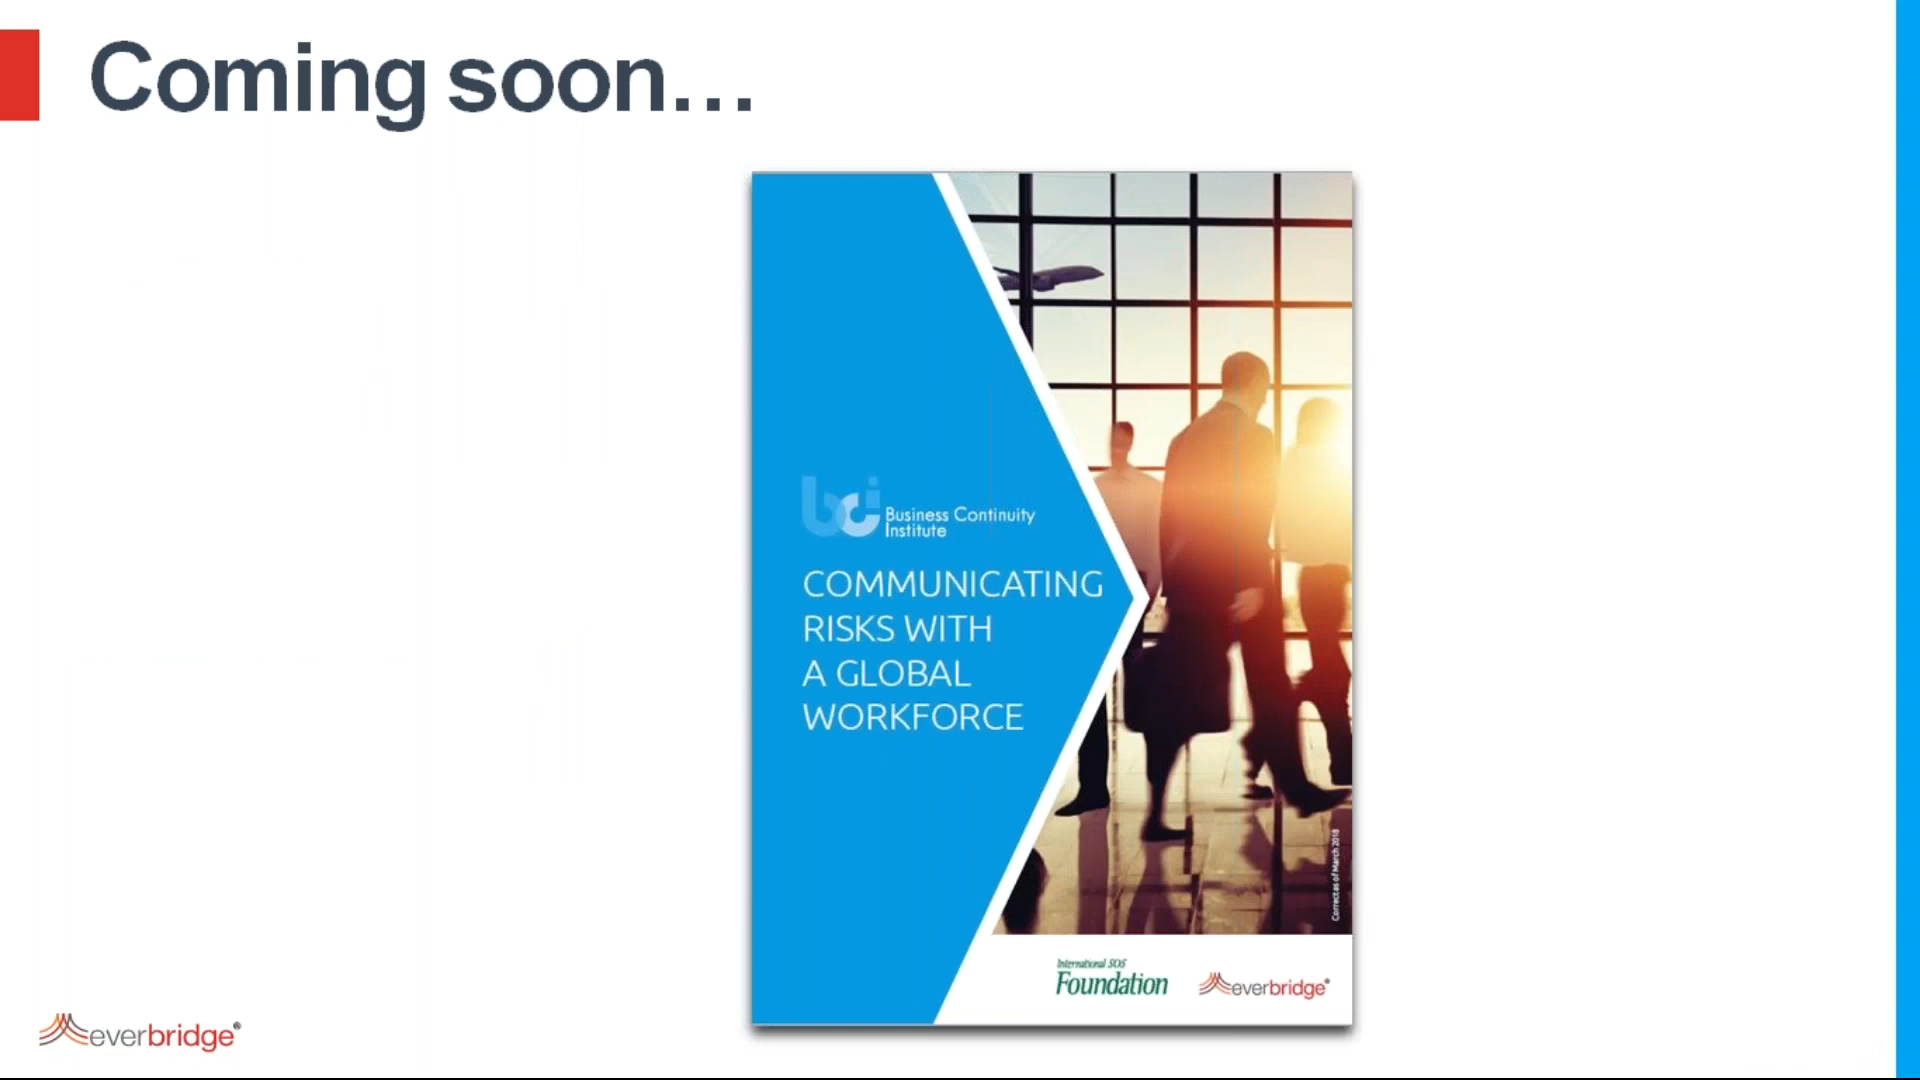 Coming soon...
bci Business Continuity
Institute
COMMUNICATING
RISKS WITH
A GLOBAL
WORKFORCE
Correct as of March 2018
International SOS
Foundation
everbridge®
everbridge®